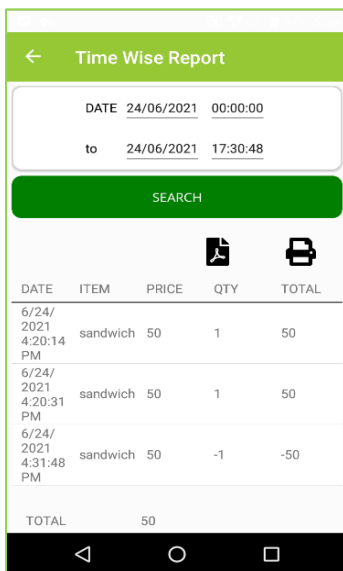 Time Wise Report
DATE 24/06/2021 00:00:00
to 24/06/2021 17:30:48
SEARCH
DATE ITEM PRICE QTY TOTAL
6/24/
2021
4:20:14
PM
sandwich 50 1 50
6/24/
2021
4:20:31
PM
sandwich 50 1 50
6/24/
2021
4:31:48
PM
sandwich 50 -1 -50
TOTAL 50